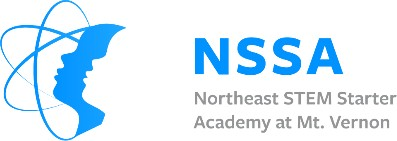 NSSA
Northeast STEM Starter
Academy at Mt. Vernon